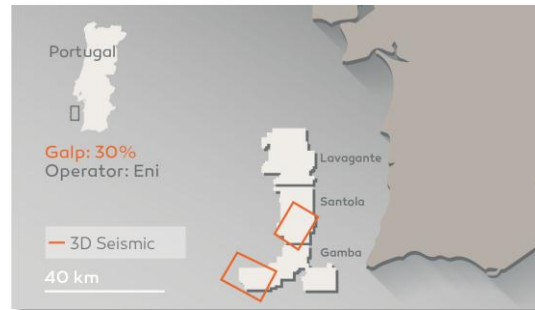 Portugal
Galp: 30%
Operator: Eni
Lavagante
Santola
Gamba
3D Seismic
40 km